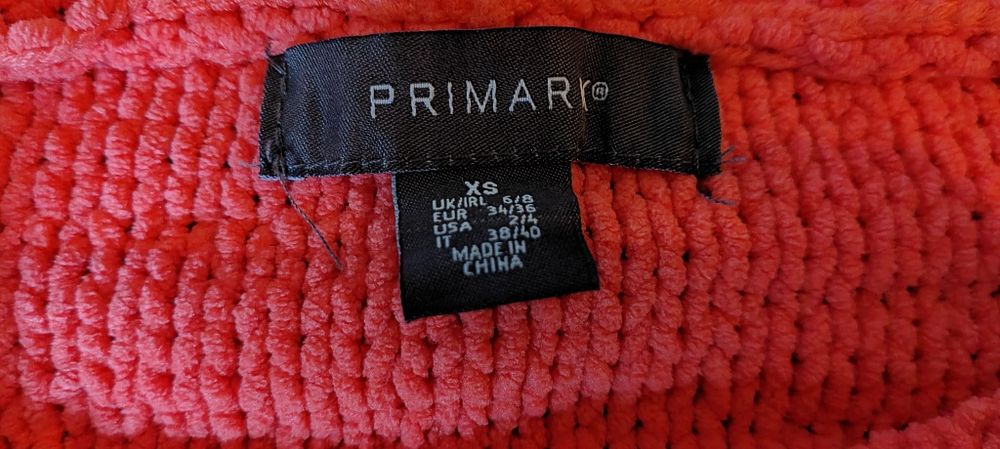 PRIMARK®
XS
UK/IRL 6/8
EUR 34/36
USA 2/4
IT 38/40
MADE IN
CHINA